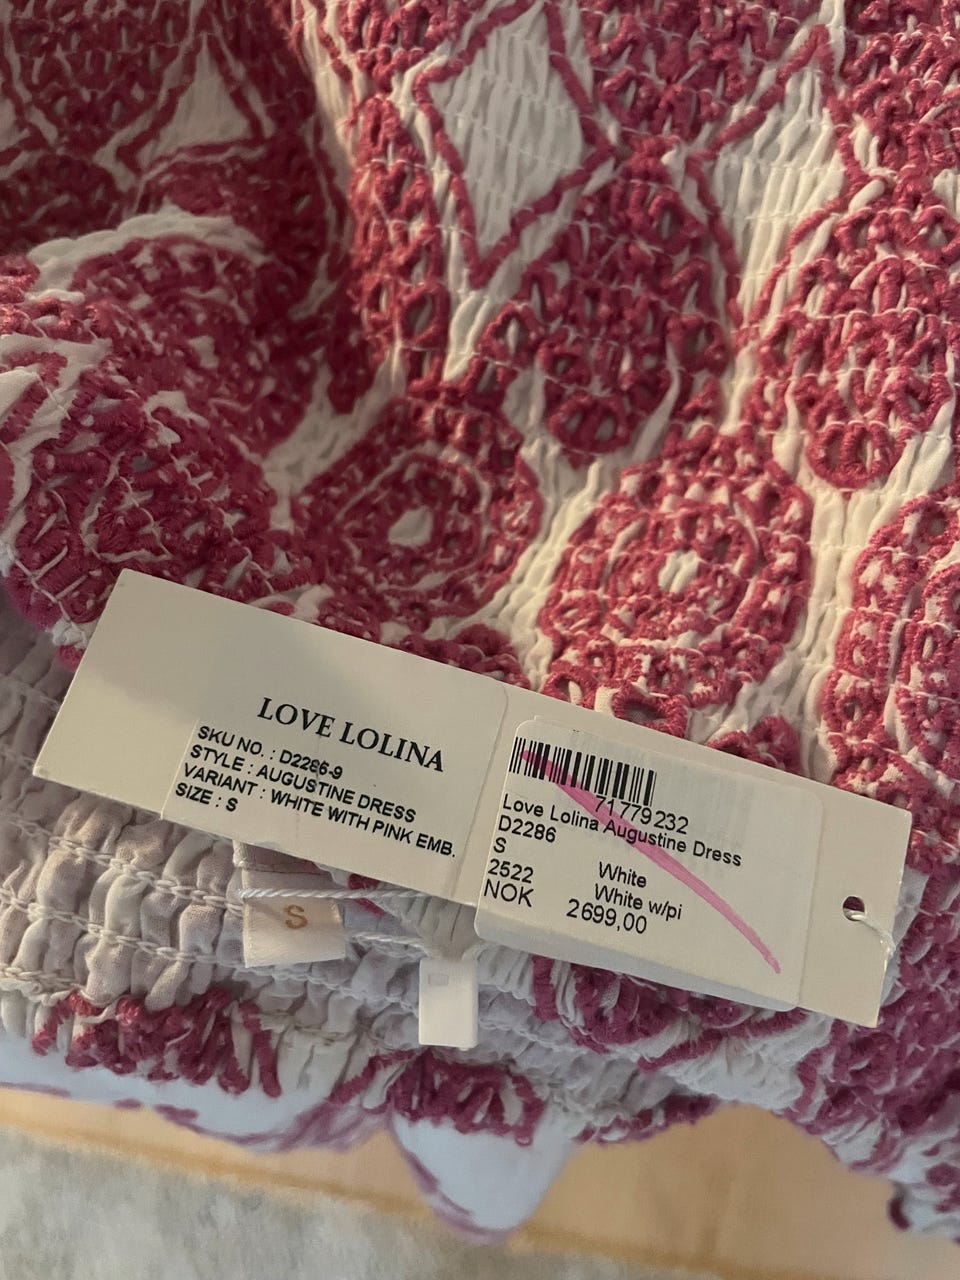 LOVE LOLINA
SKU NO. : D2286-9
STYLE : AUGUSTINE DRESS
VARIANT : WHITE WITH PINK EMB.
SIZE : S
71779232
Love Lolina Augustine Dress
D2286
S White
2522 White w/pi
NOK 2699,00
S